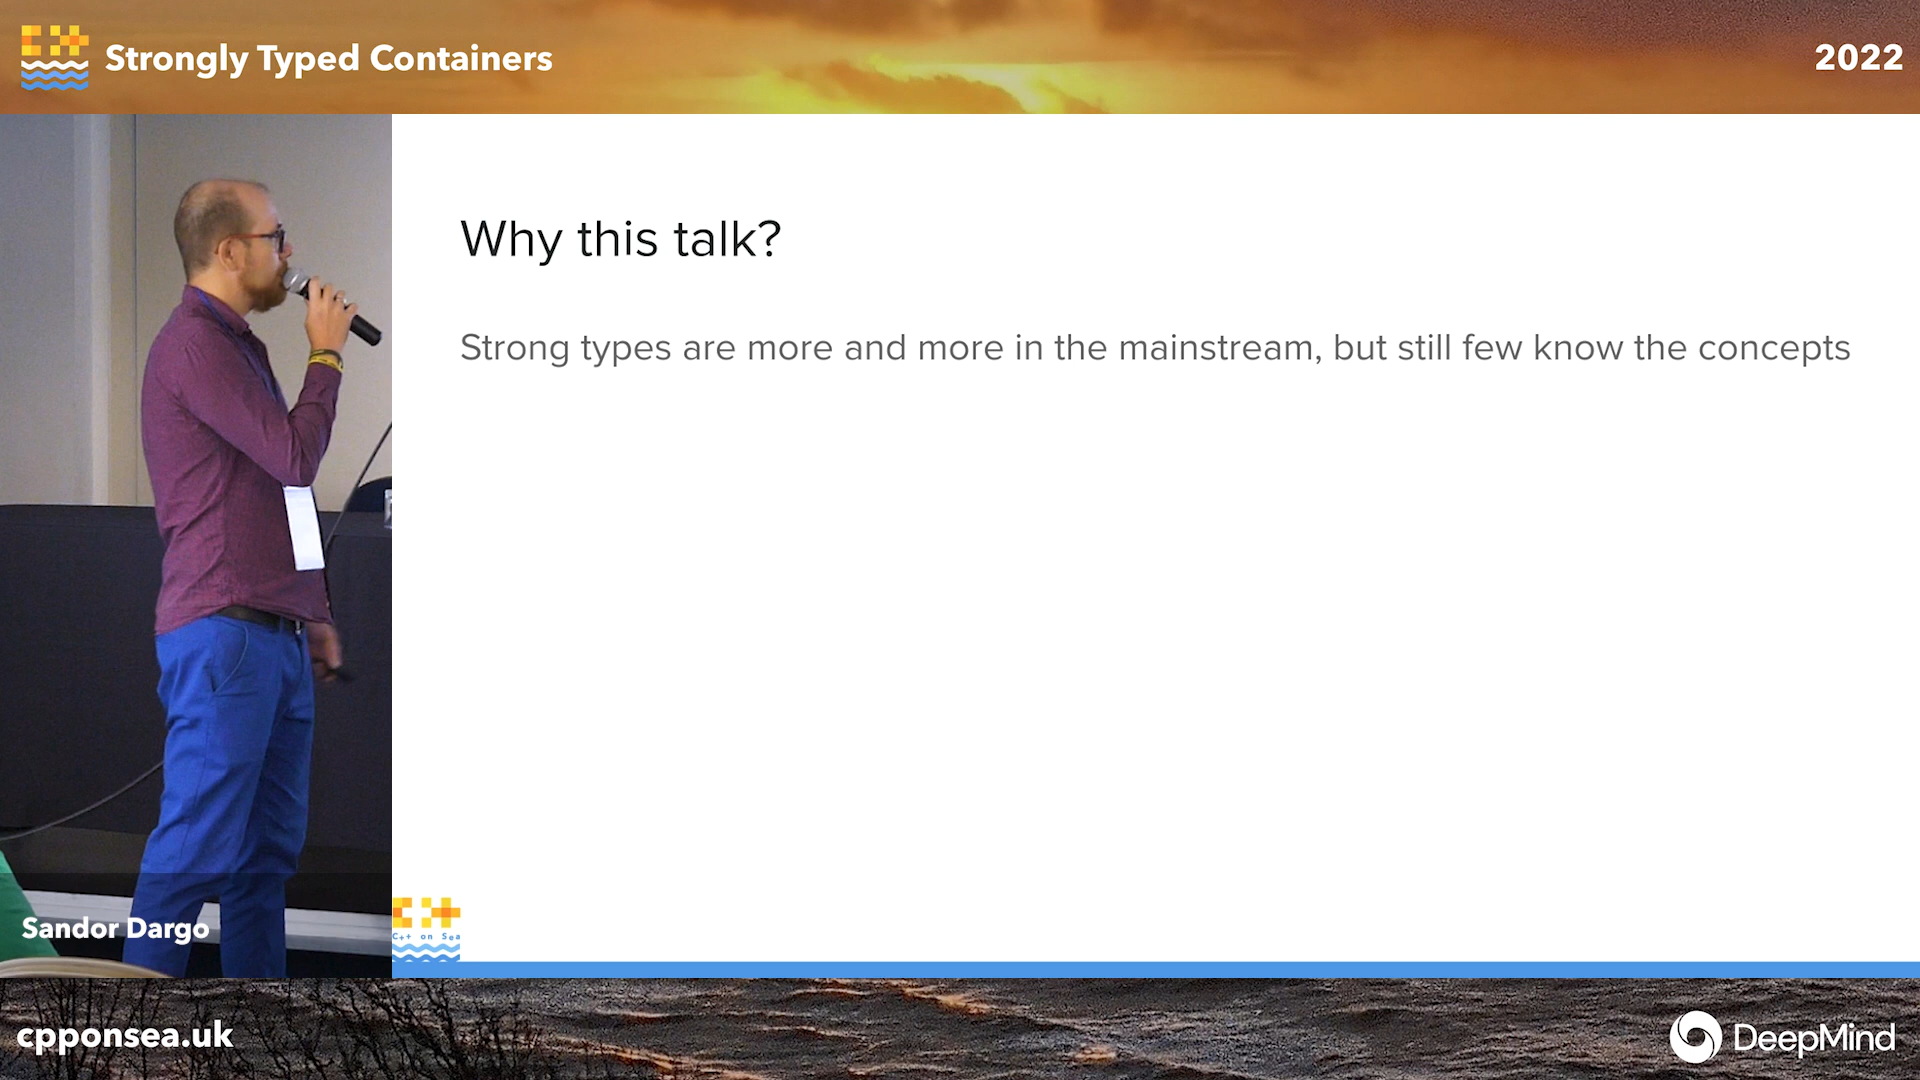 Strongly Typed Containers
2022
Why this talk?
Strong types are more and more in the mainstream, but still few know the concepts
Sandor Dargo
C++ on Sea
cpponsea.uk
DeepMind